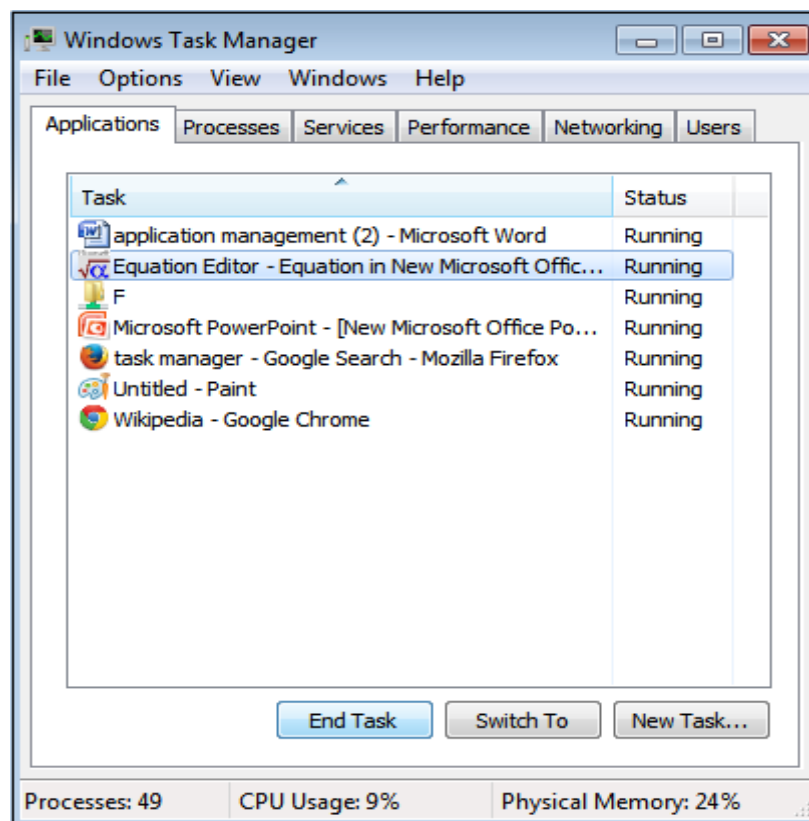 Windows Task Manager
File Options View Windows Help
Applications Processes Services Performance Networking Users
Task Status
application management (2) - Microsoft Word Running
Equation Editor - Equation in New Microsoft Offic... Running
F Running
Microsoft PowerPoint - [New Microsoft Office Po... Running
task manager - Google Search - Mozilla Firefox Running
Untitled - Paint Running
Wikipedia - Google Chrome Running
End Task Switch To New Task...
Processes: 49 CPU Usage: 9% Physical Memory: 24%